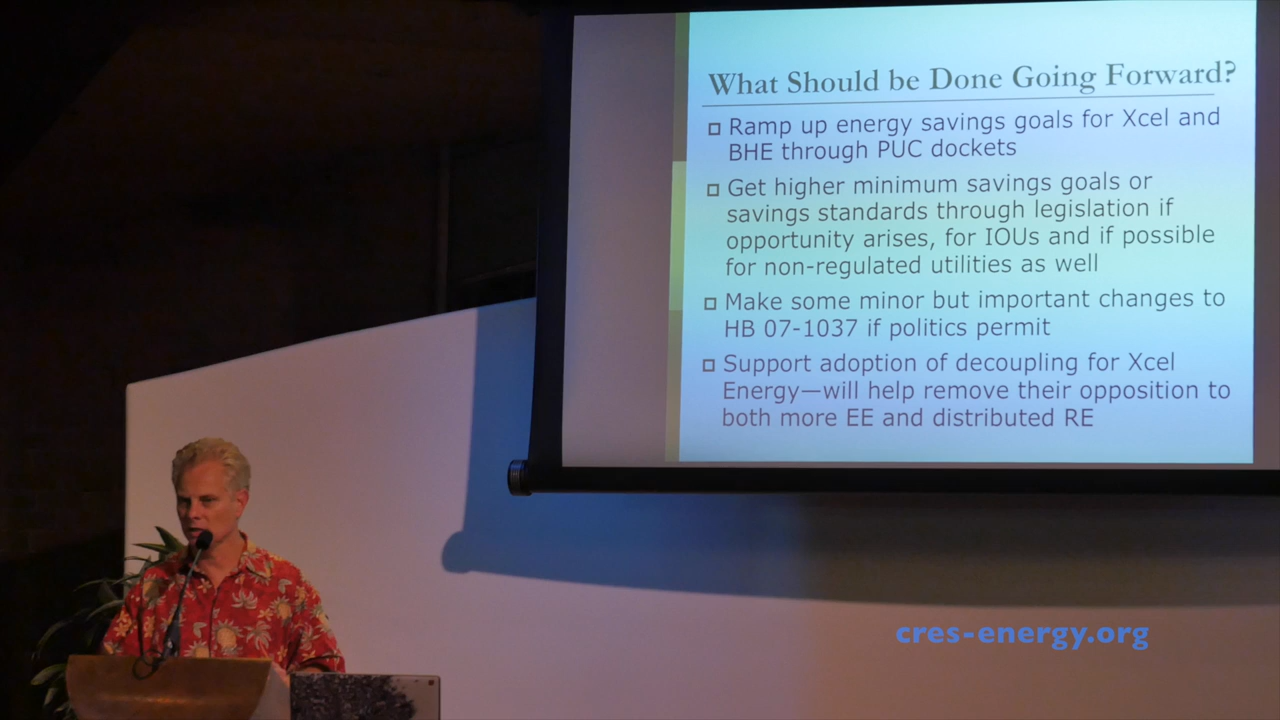 What Should be Done Going Forward?
Ramp up energy savings goals for Xcel and
BHE through PUC dockets
Get higher minimum savings goals or
savings standards through legislation if
opportunity arises, for IOUs and if possible
for non-regulated utilities as well
Make some minor but important changes to
HB 07-1037 if politics permit
Support adoption of decoupling for Xcel
Energy—will help remove their opposition to
both more EE and distributed RE
cres-energy.org